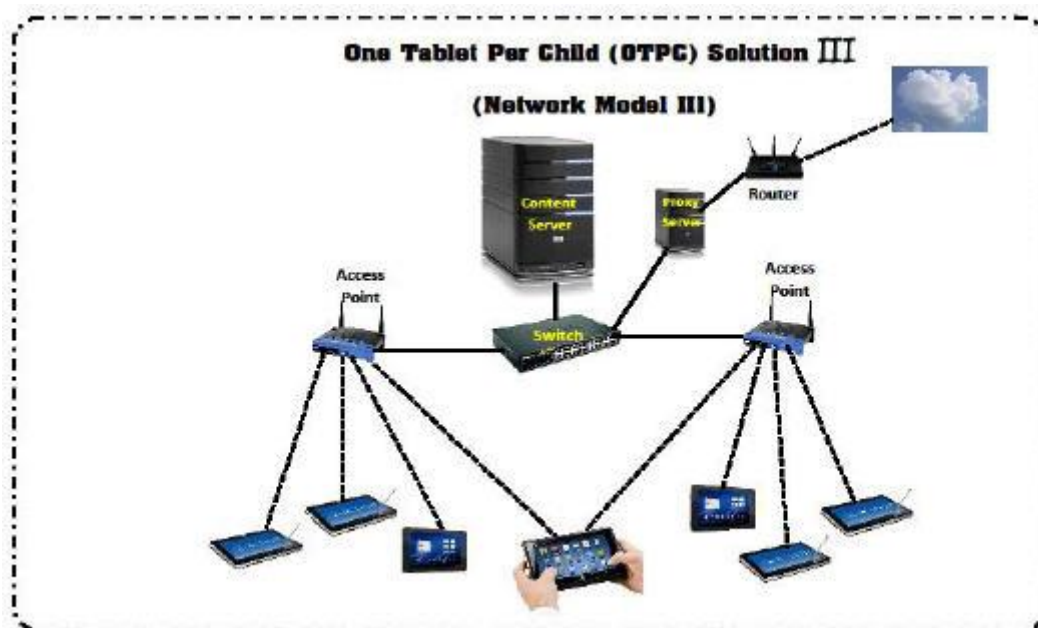 One Tablet Per Child (OTPC) Solution III
(Network Model III)
Content
Server
Proxy
Server
Router
Access
Point
Access
Point
Switch